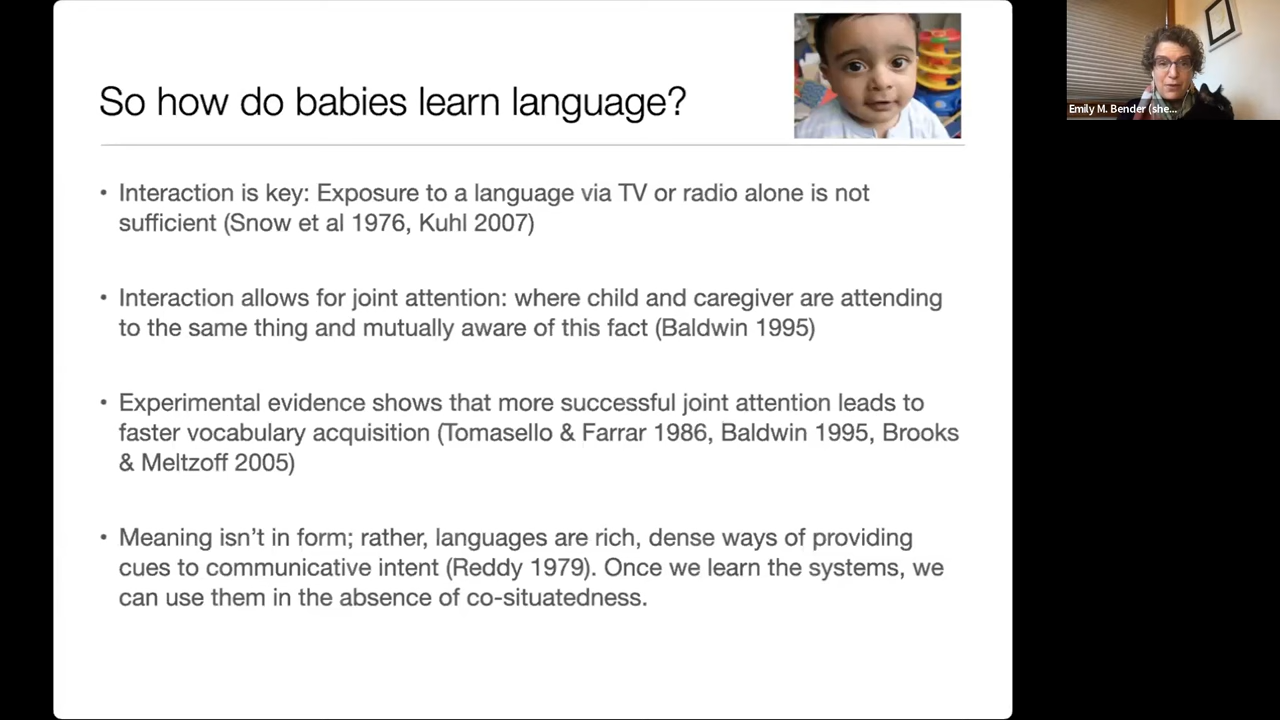 So how do babies learn language?
• Interaction is key: Exposure to a language via TV or radio alone is not
sufficient (Snow et al 1976, Kuhl 2007)
• Interaction allows for joint attention: where child and caregiver are attending
to the same thing and mutually aware of this fact (Baldwin 1995)
• Experimental evidence shows that more successful joint attention leads to
faster vocabulary acquisition (Tomasello & Farrar 1986, Baldwin 1995, Brooks
& Meltzoff 2005)
• Meaning isn’t in form; rather, languages are rich, dense ways of providing
cues to communicative intent (Reddy 1979). Once we learn the systems, we
can use them in the absence of co-situatedness.
Emily M. Bender (she...